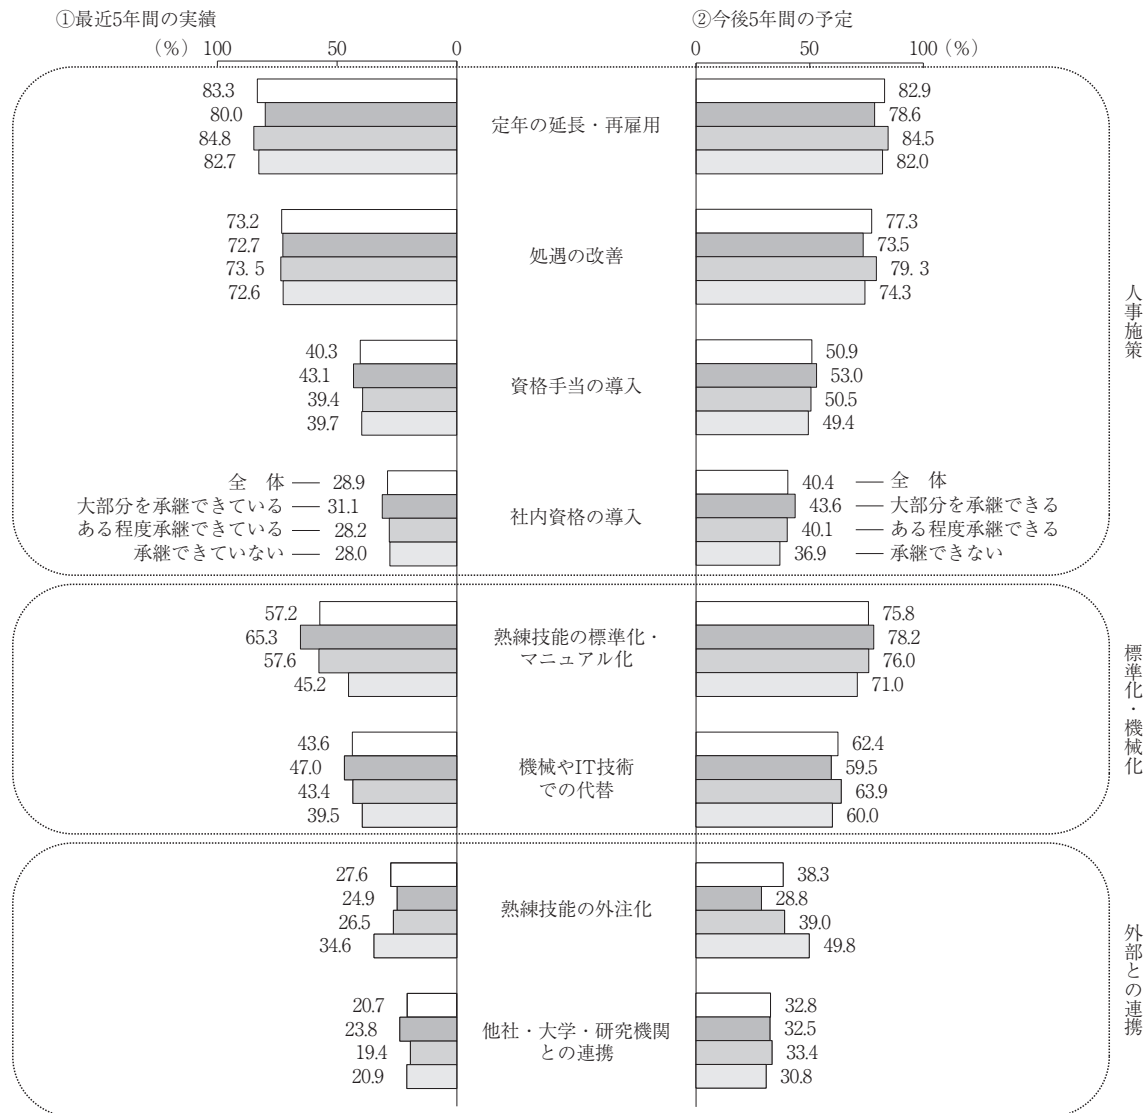 ①最近5年間の実績
②今後5年間の予定
（%） 100 50 0
0 50 100 （%）
83.3
80.0
84.8
82.7
定年の延長・再雇用
82.9
78.6
84.5
82.0
73.2
72.7
73. 5
72.6
処遇の改善
77.3
73.5
79. 3
74.3
40.3
43.1
39.4
39.7
資格手当の導入
50.9
53.0
50.5
49.4
全　体 28.9
大部分を承継できている 31.1
ある程度承継できている 28.2
承継できていない 28.0
社内資格の導入
40.4 全　体
43.6 大部分を承継できる
40.1 ある程度承継できる
36.9 承継できない
人事施策
57.2
65.3
57.6
45.2
熟練技能の標準化・
マニュアル化
75.8
78.2
76.0
71.0
43.6
47.0
43.4
39.5
機械やIT技術
での代替
62.4
59.5
63.9
60.0
標準化・機械化
27.6
24.9
26.5
34.6
熟練技能の外注化
38.3
28.8
39.0
49.8
20.7
23.8
19.4
20.9
他社・大学・研究機関
との連携
32.8
32.5
33.4
30.8
外部との連携